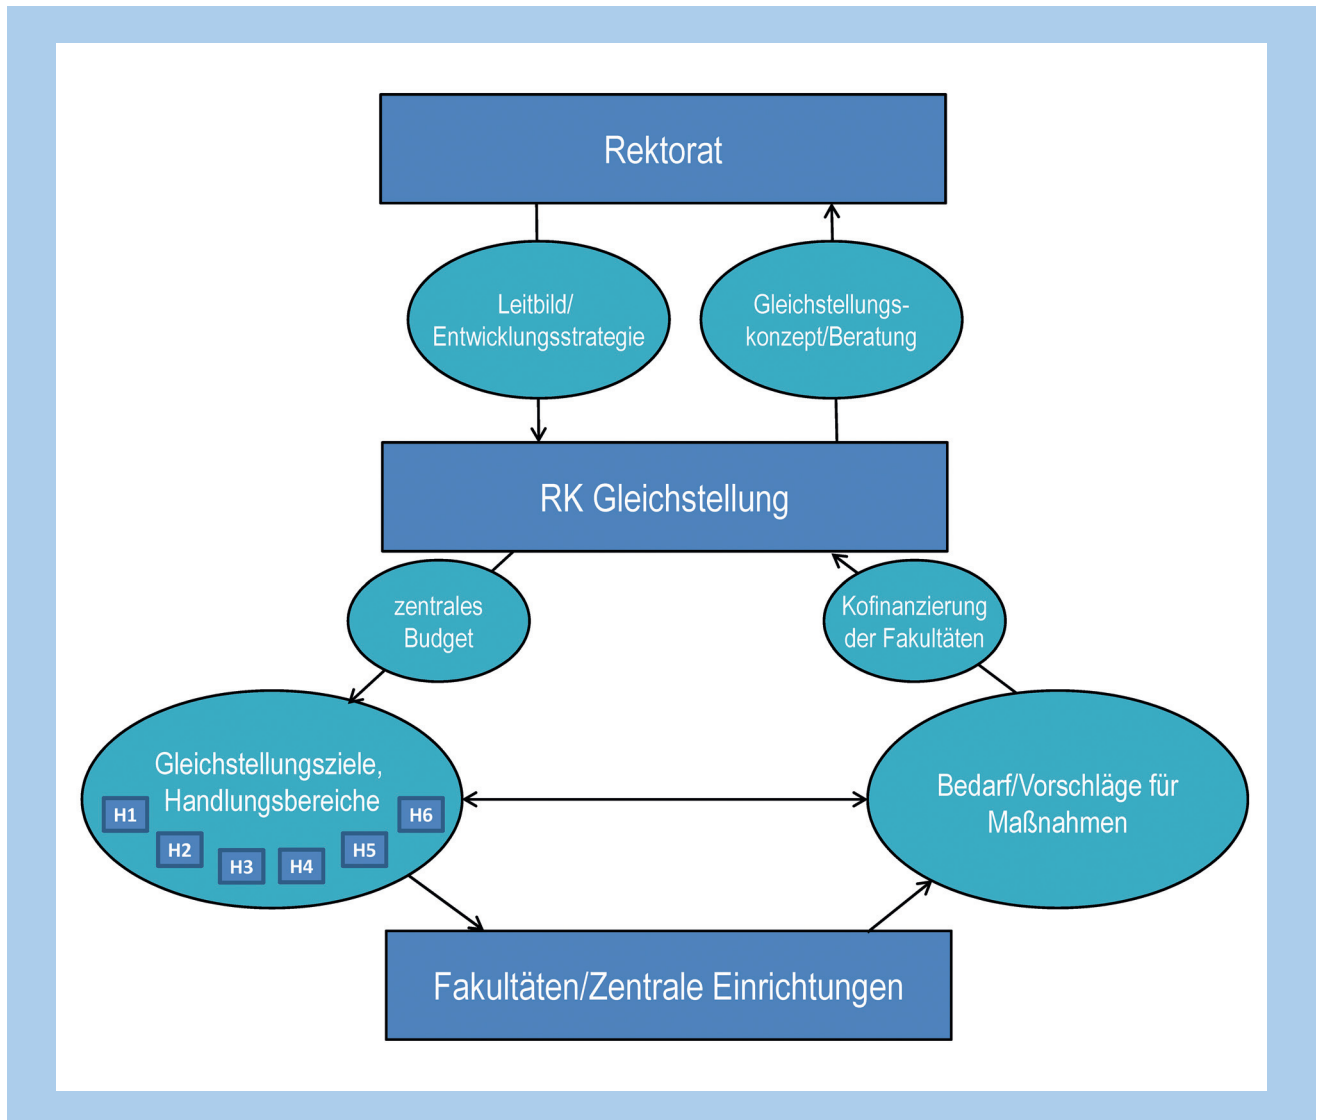 Rektorat
Leitbild/
Entwicklungsstrategie
Gleichstellungs-
konzept/Beratung
RK Gleichstellung
zentrales
Budget
Kofinanzierung
der Fakultäten
Gleichstellungsziele,
Handlungsbereiche
H1
H2
H3
H4
H5
H6
Bedarf/Vorschläge für
Maßnahmen
Fakultäten/Zentrale Einrichtungen